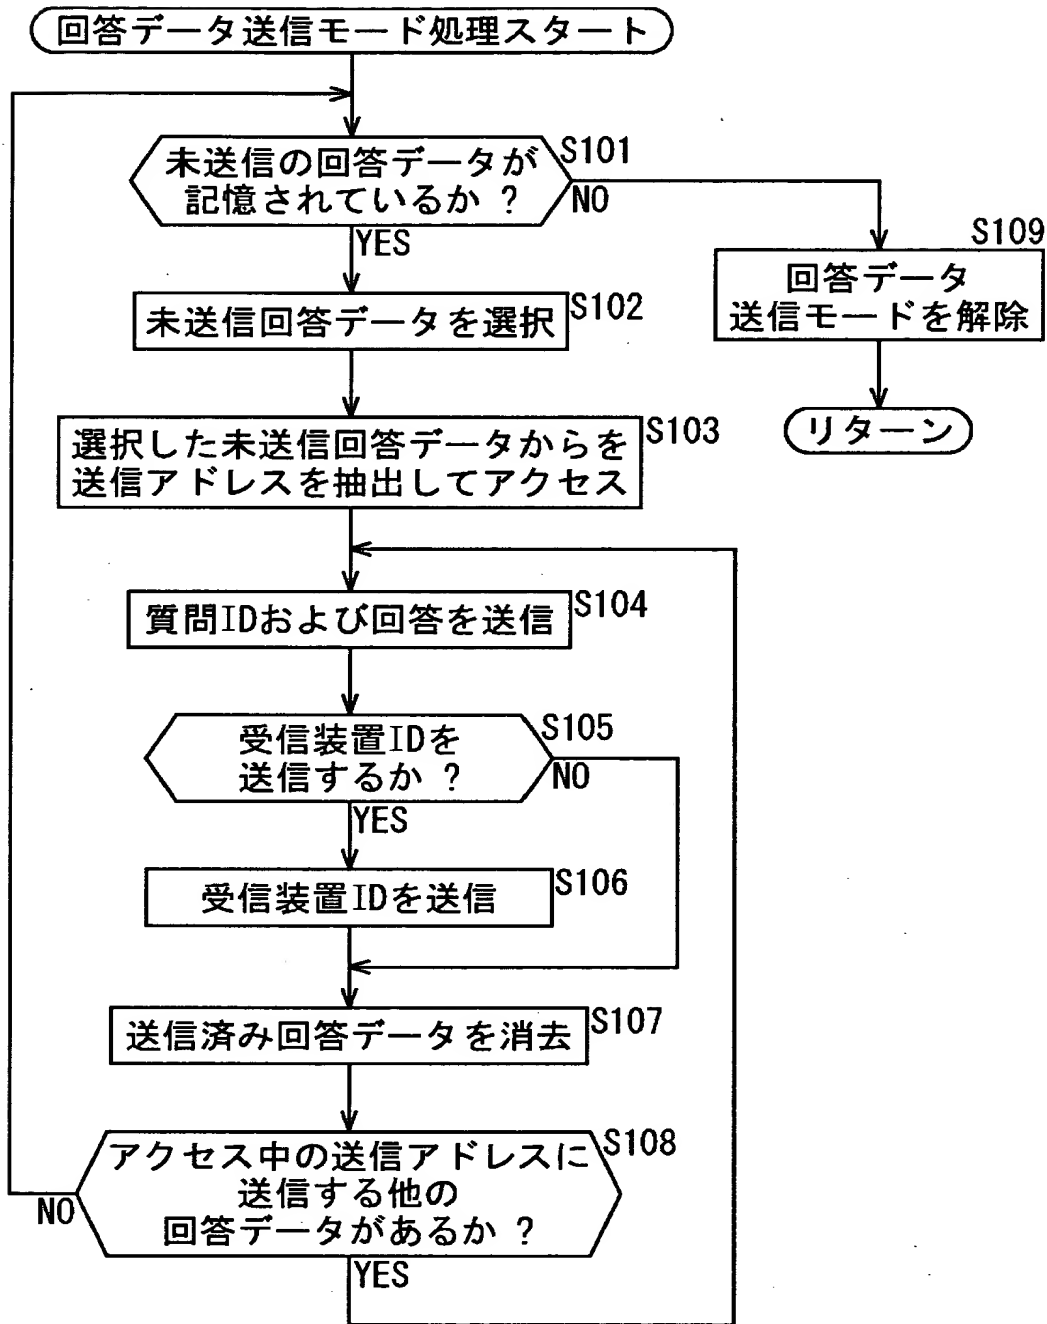 回答データ送信モード処理スタート
未送信の回答データが
記憶されているか ?
S101
NO
YES
S109
回答データ
送信モードを解除
リターン
未送信回答データを選択
S102
選択した未送信回答データからを
送信アドレスを抽出してアクセス
S103
質問IDおよび回答を送信
S104
受信装置IDを
送信するか ?
S105
NO
YES
受信装置IDを送信
S106
送信済み回答データを消去
S107
アクセス中の送信アドレスに
送信する他の
回答データがあるか ?
S108
NO
YES